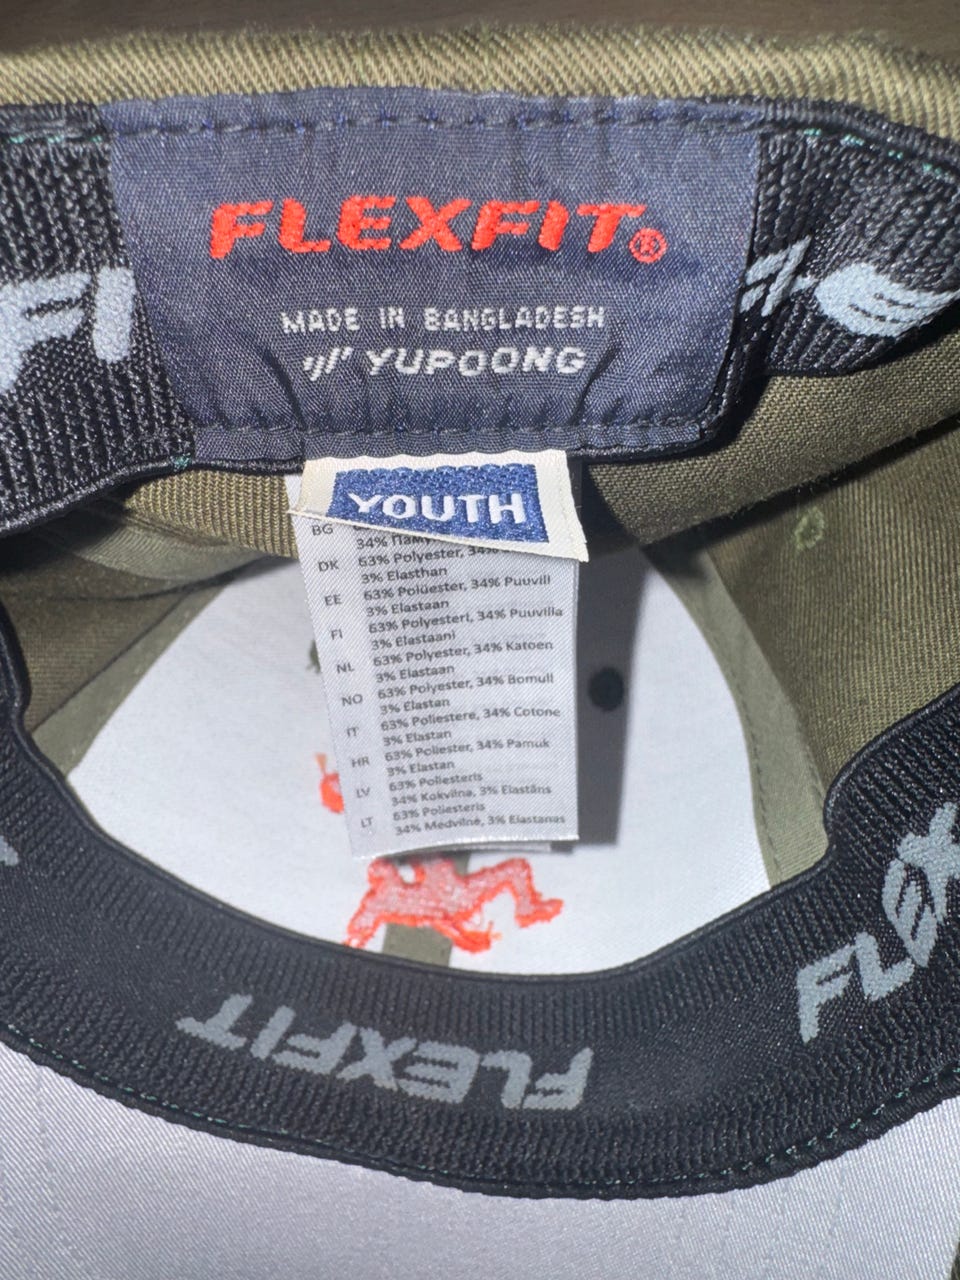 FLEXFIT®
MADE IN BANGLADESH
YUPOONG
FI
YOUTH
BG
34%
DK 63% Polyester, 34%
3% Elasthan
EE 63% Polüester, 34% Puuvill
3% Elastaan
FI 63% Polyesteri, 34% Puuvilla
3% Elastaani
NL 63% Polyester, 34% Katoen
3% Elastaan
NO 63% Polyester, 34% Bomull
3% Elastan
IT 63% Poliestere, 34% Cotone
3% Elastan
HR 63% Poliester, 34% Pamuk
3% Elastan
LV 63% Poliesteris
34% Kokvilna, 3% Elastāns
LT 63% Poliesteris
34% Medvilnė, 3% Elastanas
FLEX
FLEXFIT